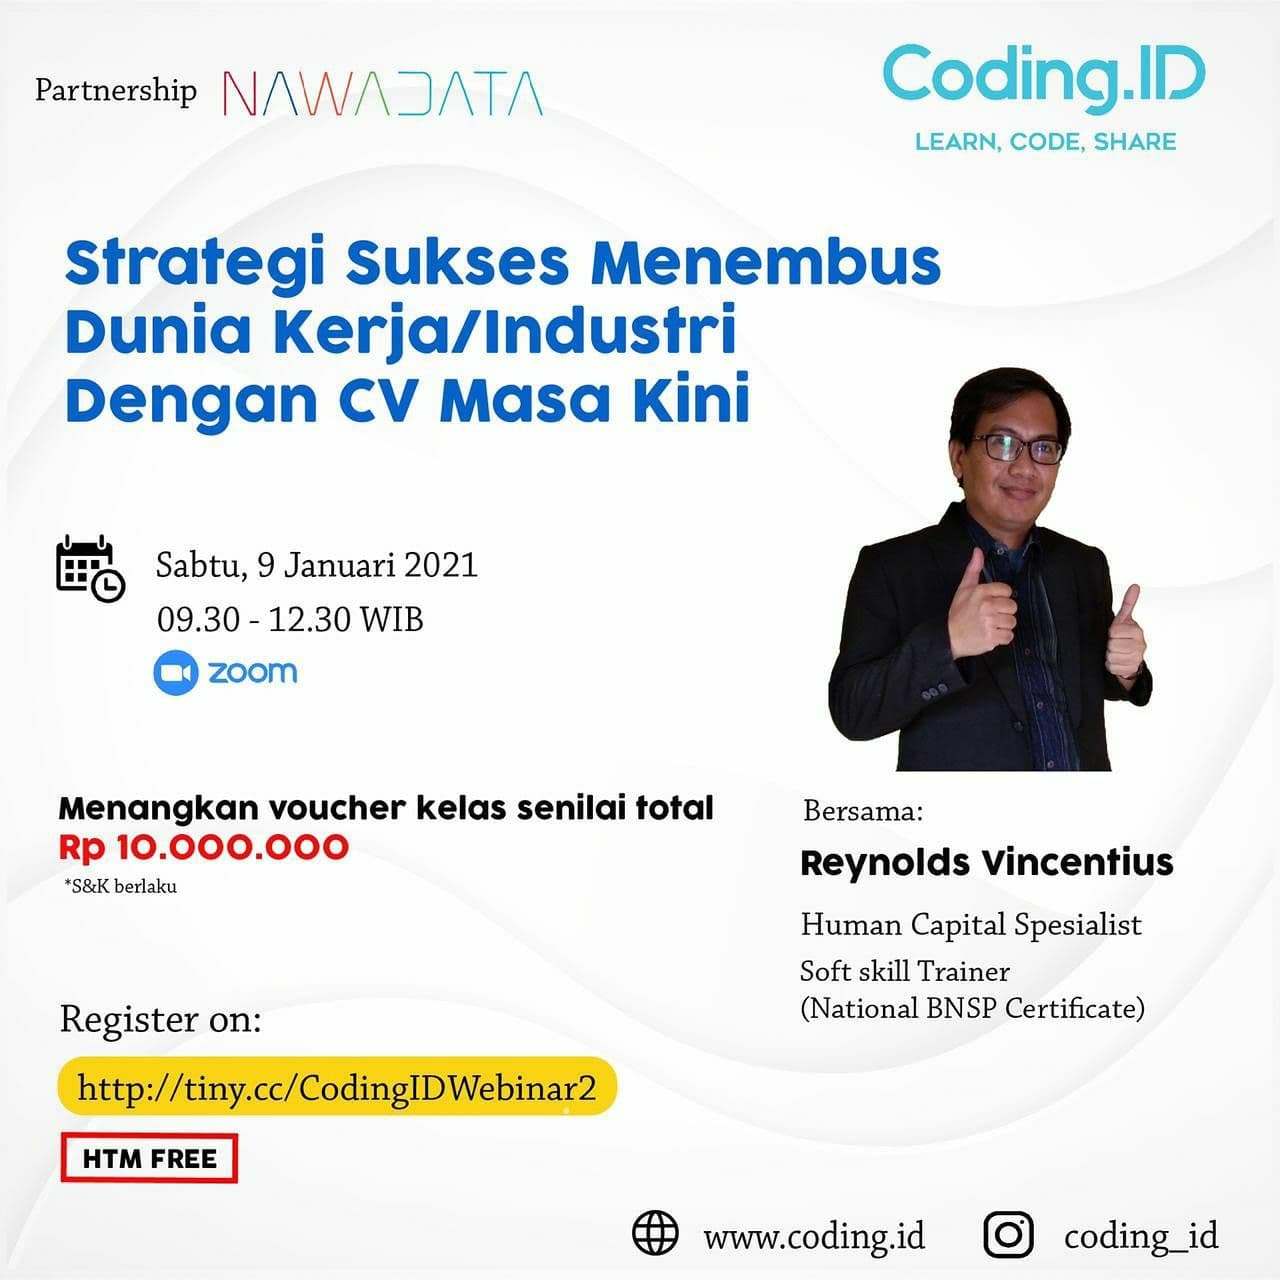 Partnership NAWADATA
Coding.ID
LEARN, CODE, SHARE
Strategi Sukses Menembus
Dunia Kerja/Industri
Dengan CV Masa Kini
Sabtu, 9 Januari 2021
09.30 - 12.30 WIB
zoom
Menangkan voucher kelas senilai total
Rp 10.000.000
*S&K berlaku
Bersama:
Reynolds Vincentius
Human Capital Spesialist
Soft skill Trainer
(National BNSP Certificate)
Register on:
http://tiny.cc/CodingIDWebinar2
HTM FREE
www.coding.id
coding_id